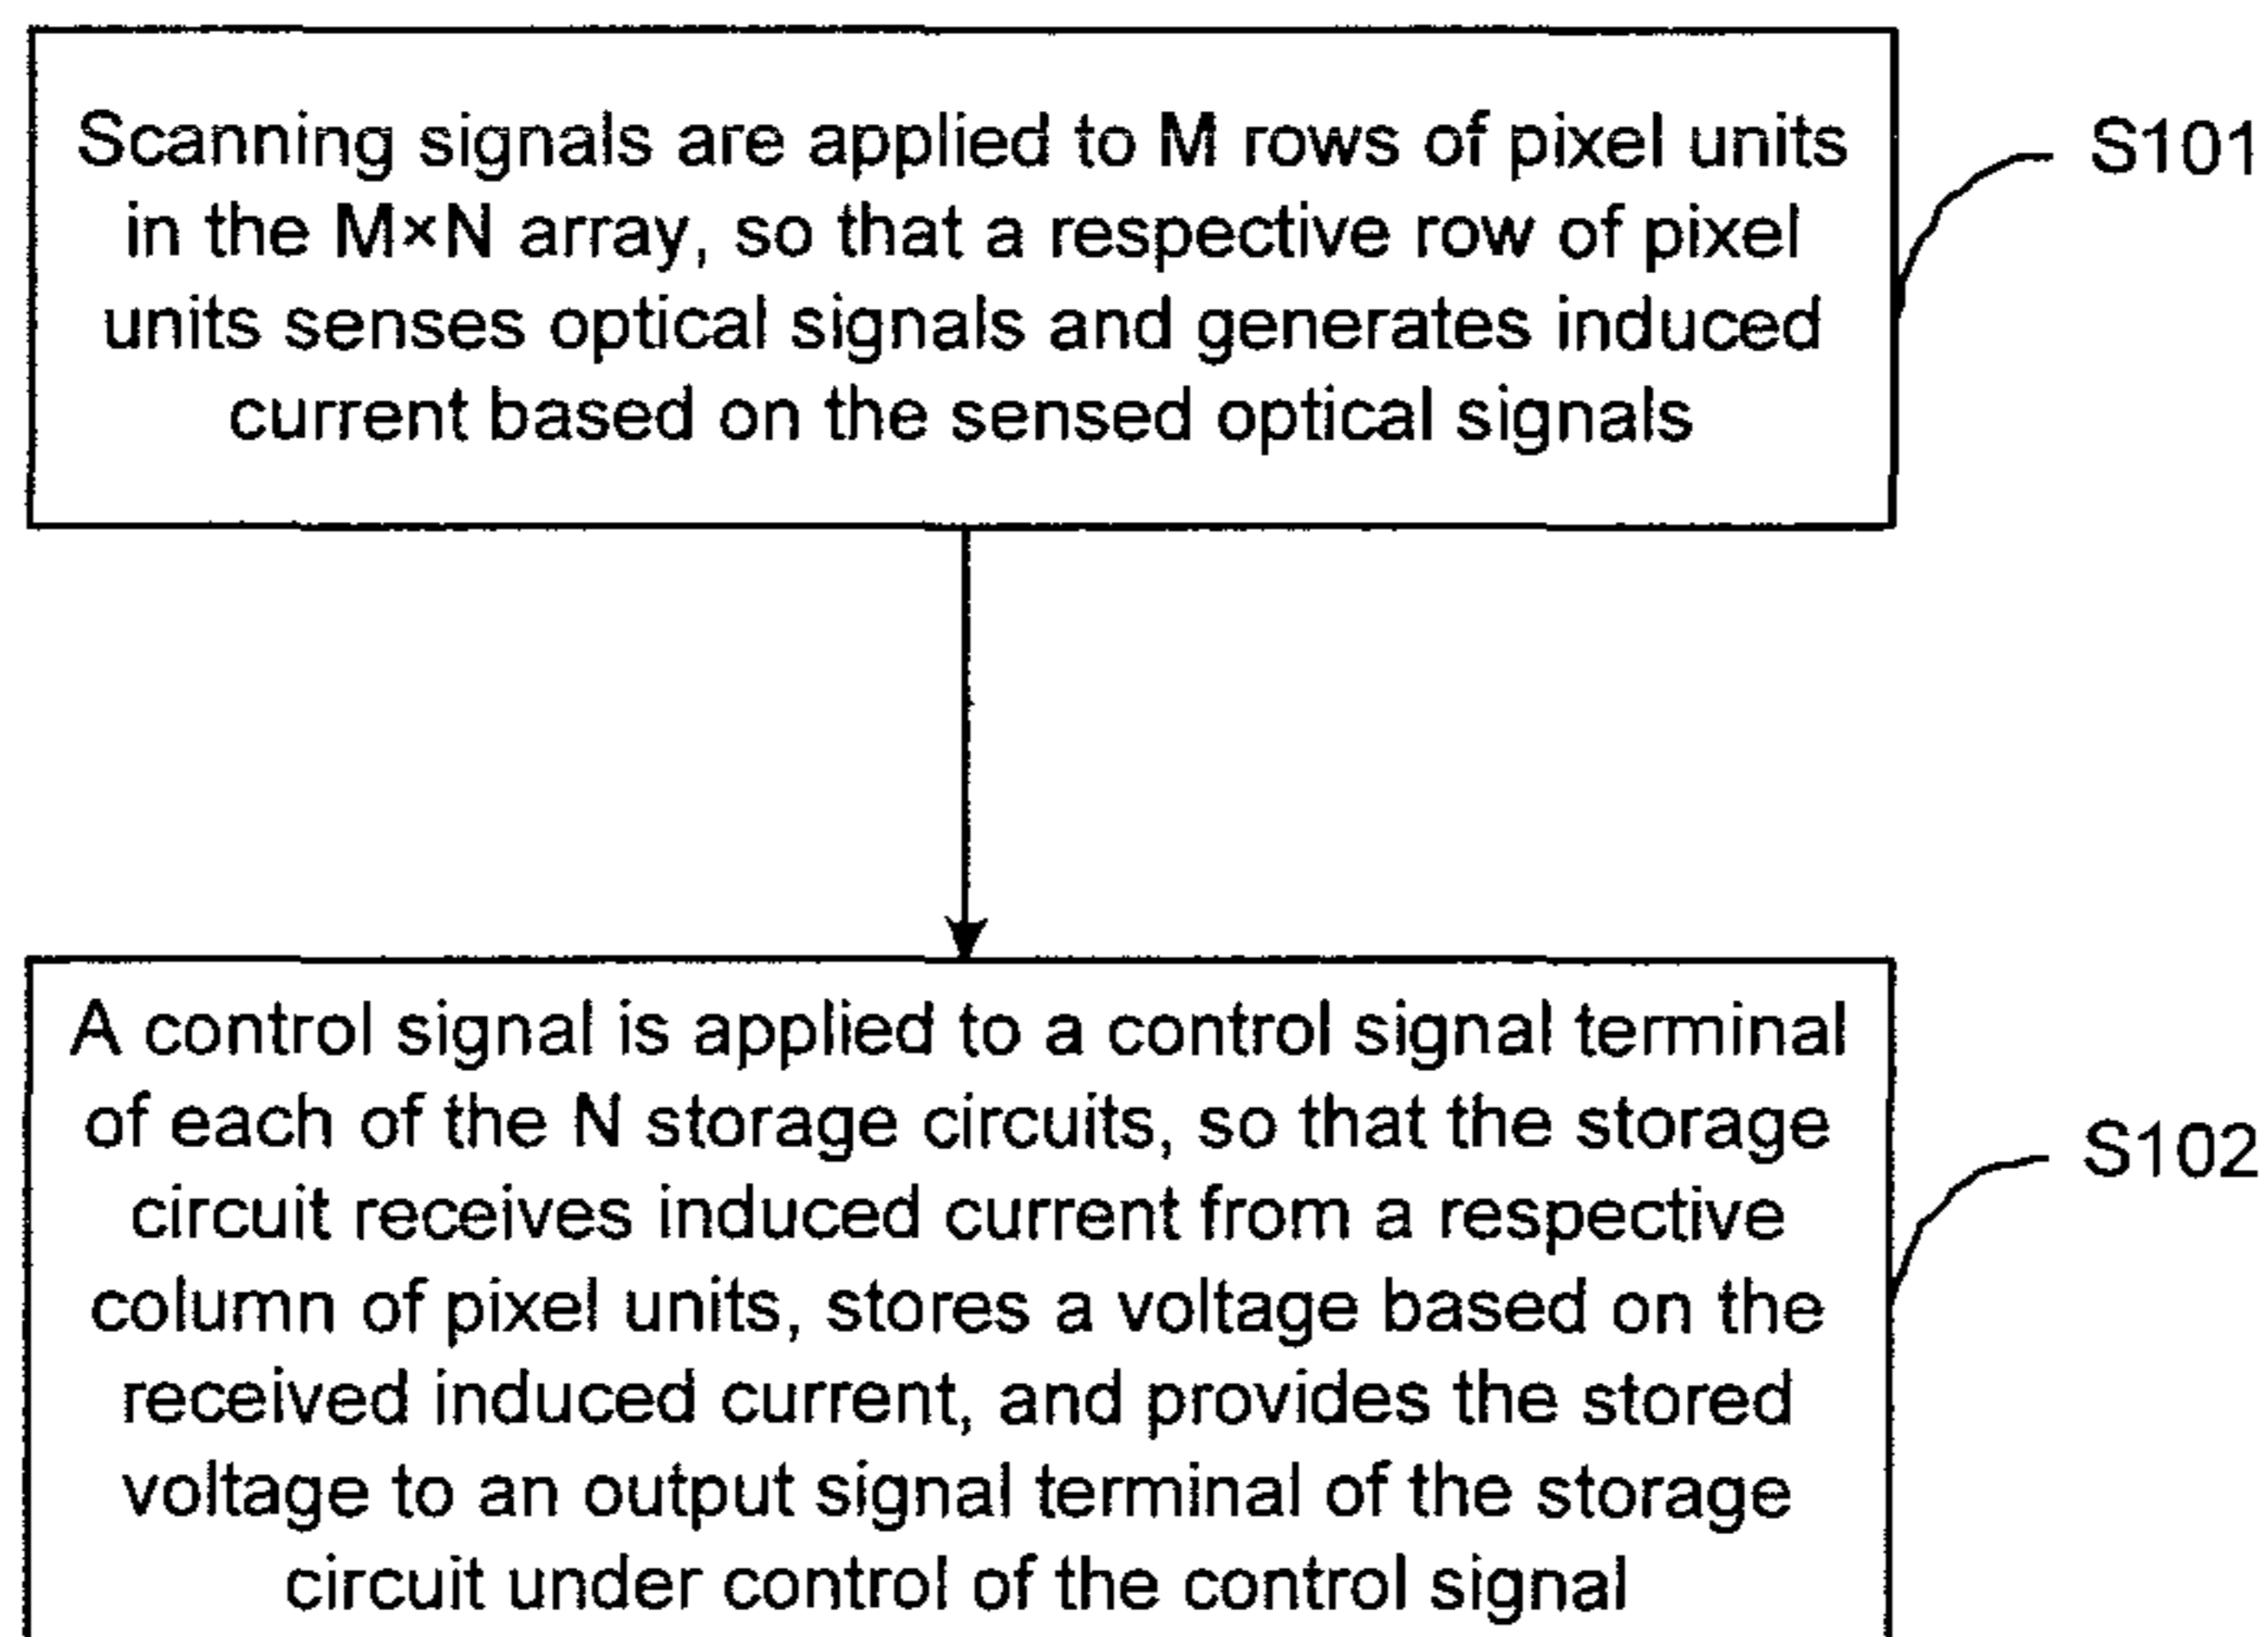 Scanning signals are applied to M rows of pixel units
in the M×N array, so that a respective row of pixel
units senses optical signals and generates induced
current based on the sensed optical signals
S101
A control signal is applied to a control signal terminal
of each of the N storage circuits, so that the storage
circuit receives induced current from a respective
column of pixel units, stores a voltage based on the
received induced current, and provides the stored
voltage to an output signal terminal of the storage
circuit under control of the control signal
S102